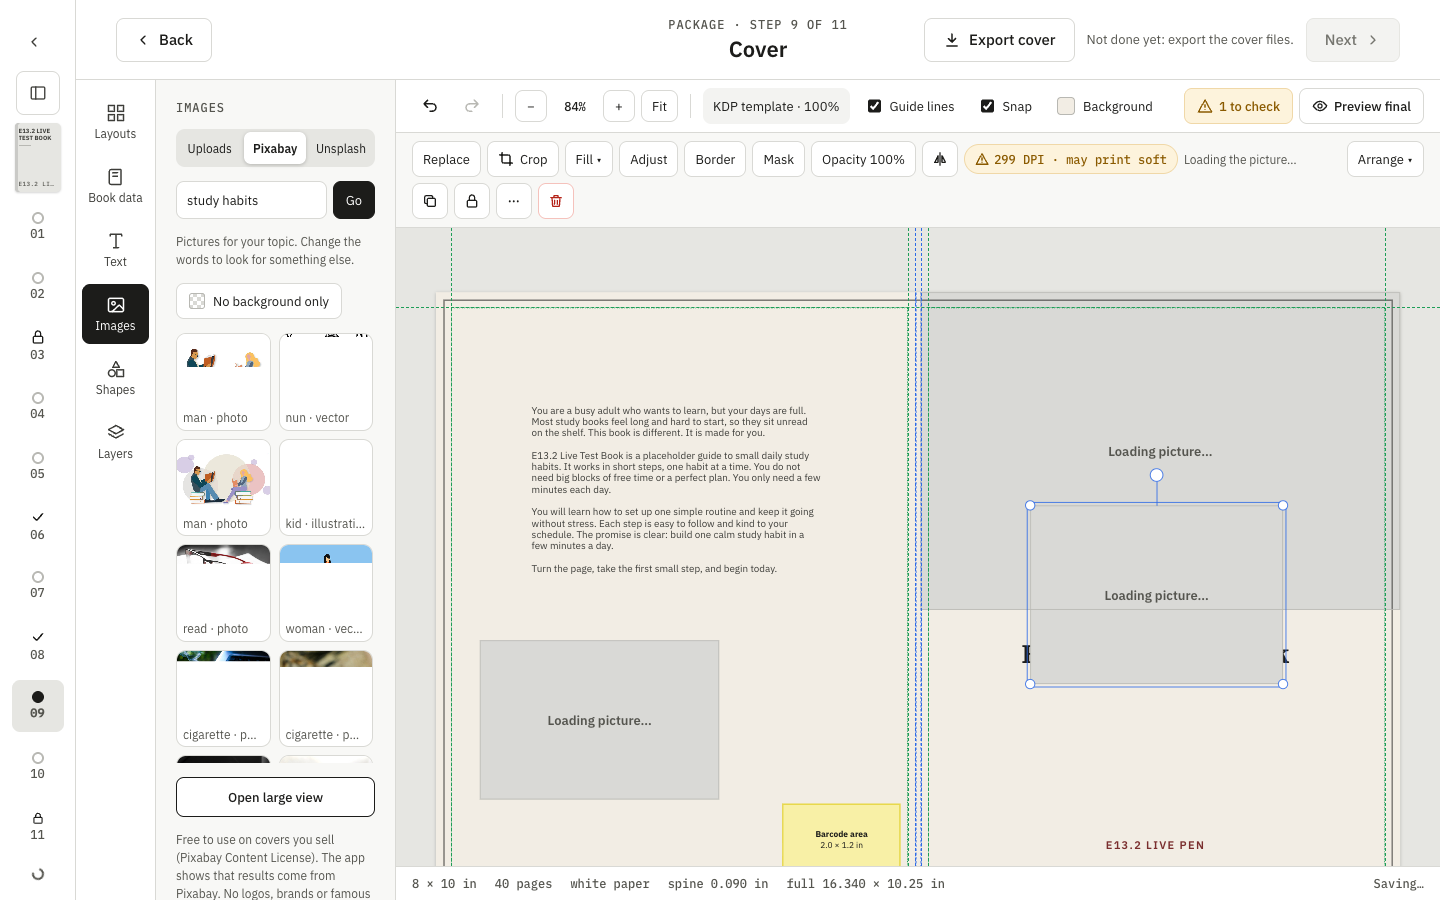 PACKAGE · STEP 9 OF 11
Cover
Back
Export cover
Not done yet: export the cover files.
Next
E13.2 LIVE
TEST BOOK
E13.2 LI…
01
02
03
04
05
06
07
08
09
10
11
Layouts
Book data
Text
Images
Shapes
Layers
IMAGES
Uploads
Pixabay
Unsplash
study habits
Go
Pictures for your topic. Change the
words to look for something else.
No background only
man · photo
nun · vector
man · photo
kid · illustrati…
read · photo
woman · vec…
cigarette · p…
cigarette · p…
Open large view
Free to use on covers you sell
(Pixabay Content License). The app
shows that results come from
Pixabay. No logos, brands or famous
84%
Fit
KDP template · 100%
Guide lines
Snap
Background
1 to check
Preview final
Replace
Crop
Fill
Adjust
Border
Mask
Opacity 100%
299 DPI · may print soft
Loading the picture…
Arrange
You are a busy adult who wants to learn, but your days are full.
Most study books feel long and hard to start, so they sit unread
on the shelf. This book is different. It is made for you.
E13.2 Live Test Book is a placeholder guide to small daily study
habits. It works in short steps, one habit at a time. You do not
need big blocks of free time or a perfect plan. You only need a few
minutes each day.
You will learn how to set up one simple routine and keep it going
without stress. Each step is easy to follow and kind to your
schedule. The promise is clear: build one calm study habit in a
few minutes a day.
Turn the page, take the first small step, and begin today.
Loading picture…
Loading picture…
Loading picture…
Barcode area
2.0 × 1.2 in
E13.2 LIVE PEN
8 × 10 in
40 pages
white paper
spine 0.090 in
full 16.340 × 10.25 in
Saving…